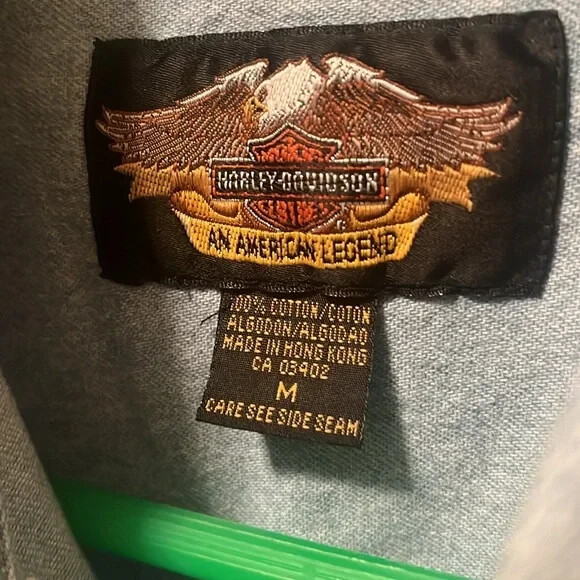 HARLEY-DAVIDSON
AN AMERICAN LEGEND
100% COTTON/COTON
ALGODON/ALGODAO
MADE IN HONG KONG
CA 03402
M
CARE SEE SIDE SEAM